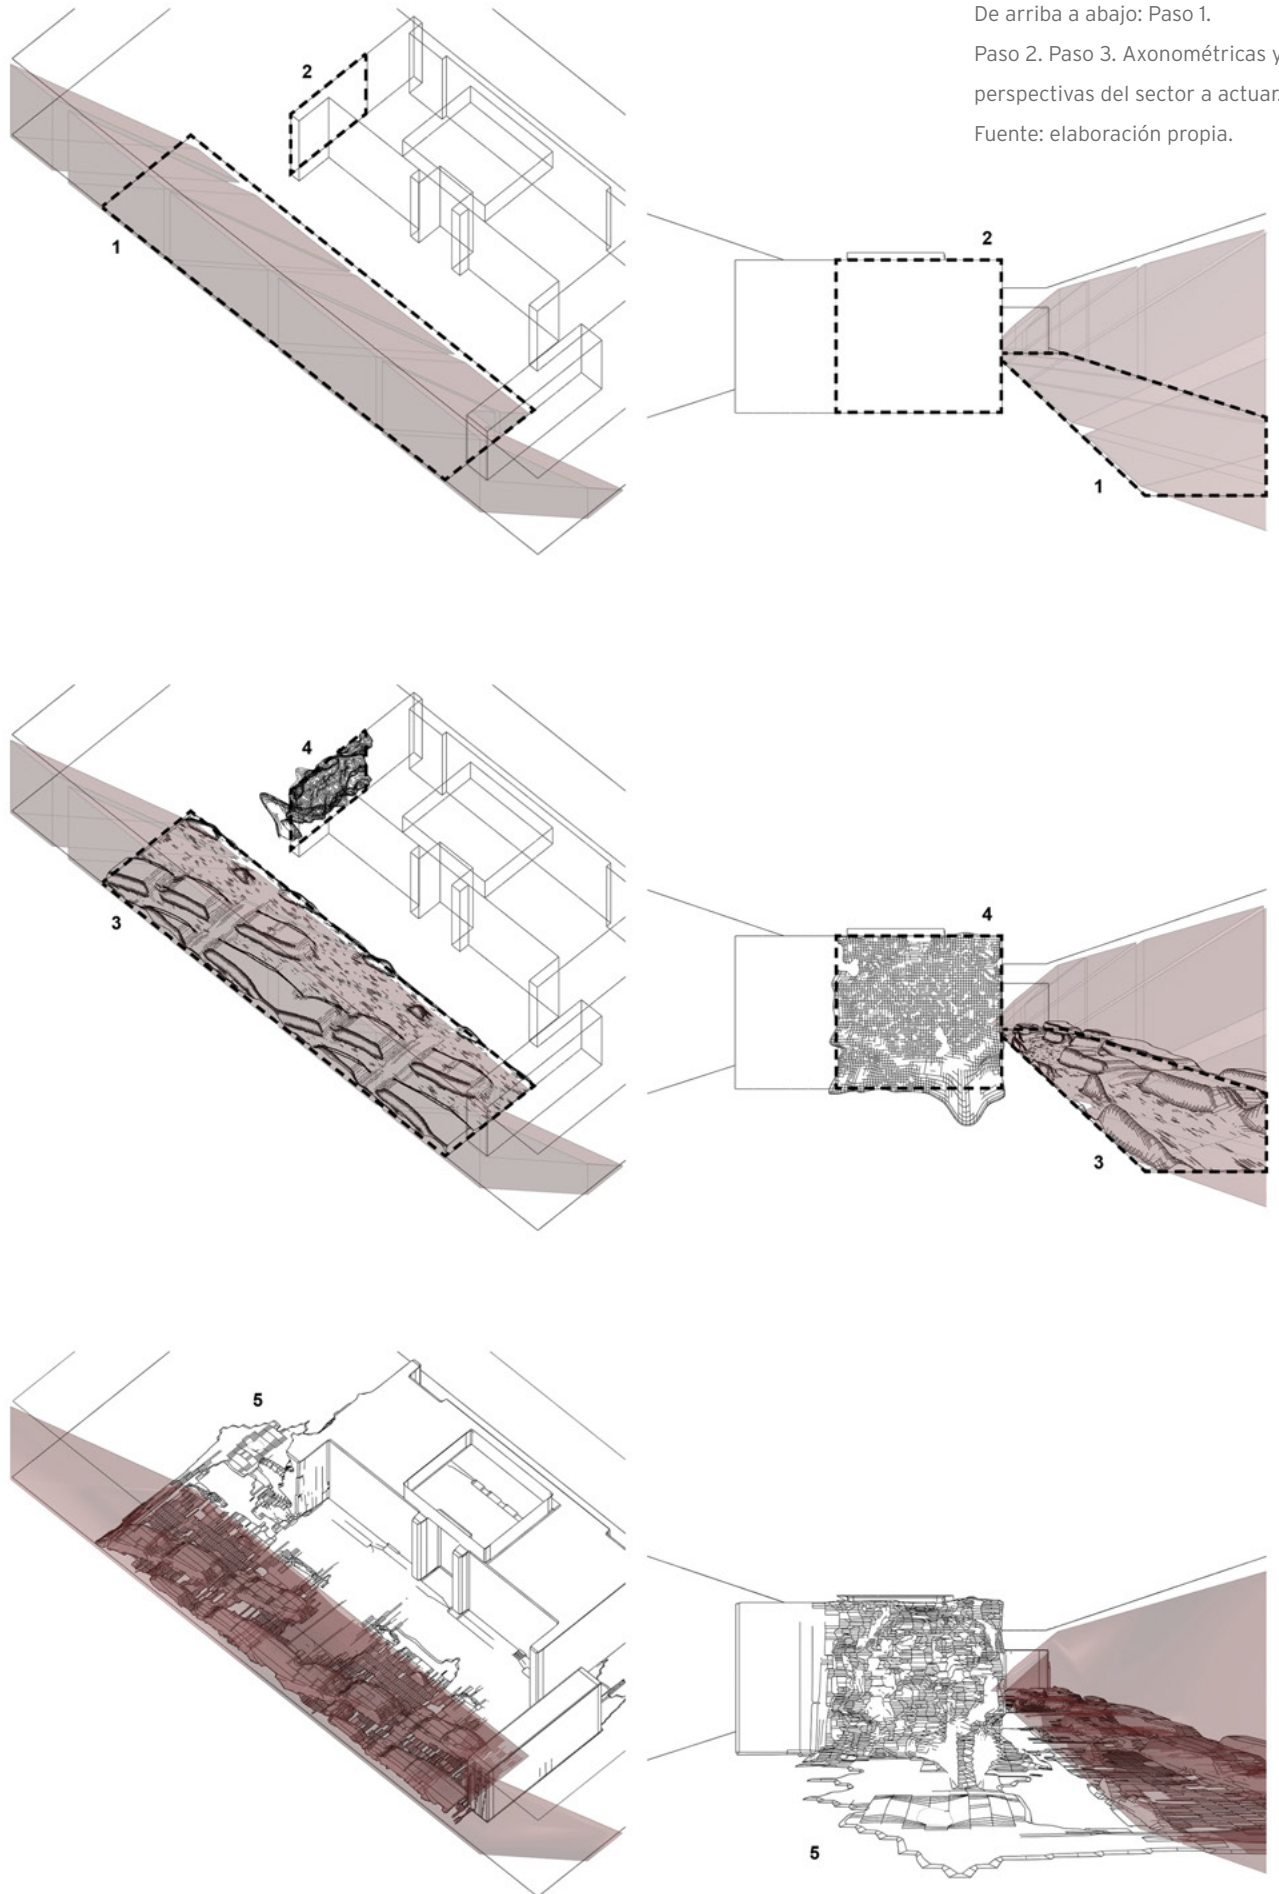 De arriba a abajo: Paso 1.
Paso 2. Paso 3. Axonométricas y
perspectivas del sector a actuar.
Fuente: elaboración propia.
2
1
2
1
4
3
4
3
5
5